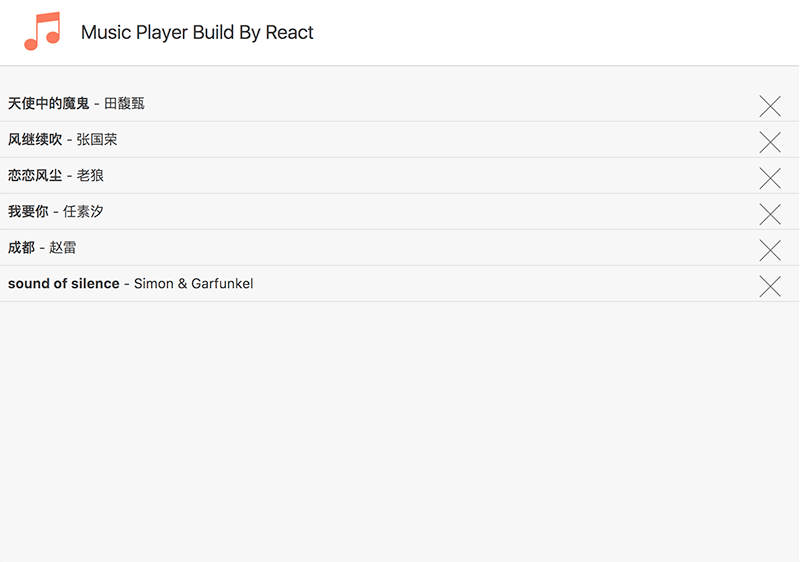 Music Player Build By React
天使中的魔鬼 - 田馥甄
风继续吹 - 张国荣
恋恋风尘 - 老狼
我要你 - 任素汐
成都 - 赵雷
sound of silence - Simon & Garfunkel